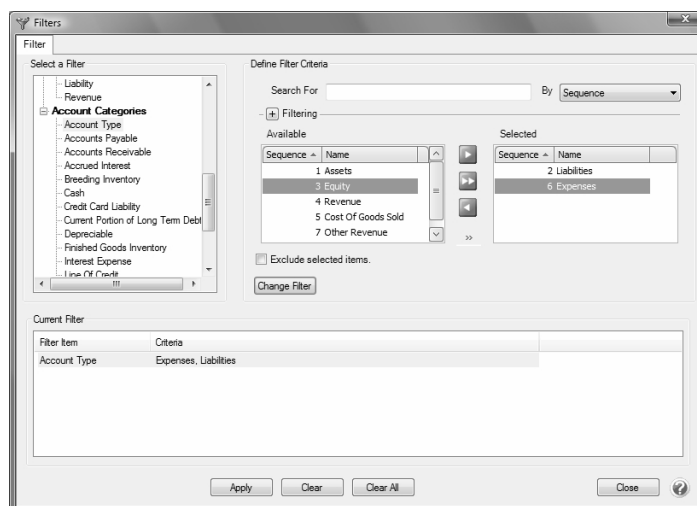 Filters
Filter
Select a Filter
Liability
Revenue
Account Categories
Account Type
Accounts Payable
Accounts Receivable
Accrued Interest
Breeding Inventory
Cash
Credit Card Liability
Current Portion of Long Term Debt
Depreciable
Finished Goods Inventory
Interest Expense
Line Of Credit
Define Filter Criteria
Search For By Sequence
Filtering
Available
Sequence Name
1 Assets
3 Equity
4 Revenue
5 Cost Of Goods Sold
7 Other Revenue
Selected
Sequence Name
2 Liabilities
6 Expenses
>>
Exclude selected items.
Change Filter
Current Filter
Filter Item Criteria
Account Type Expenses, Liabilities
Apply Clear Clear All Close ?